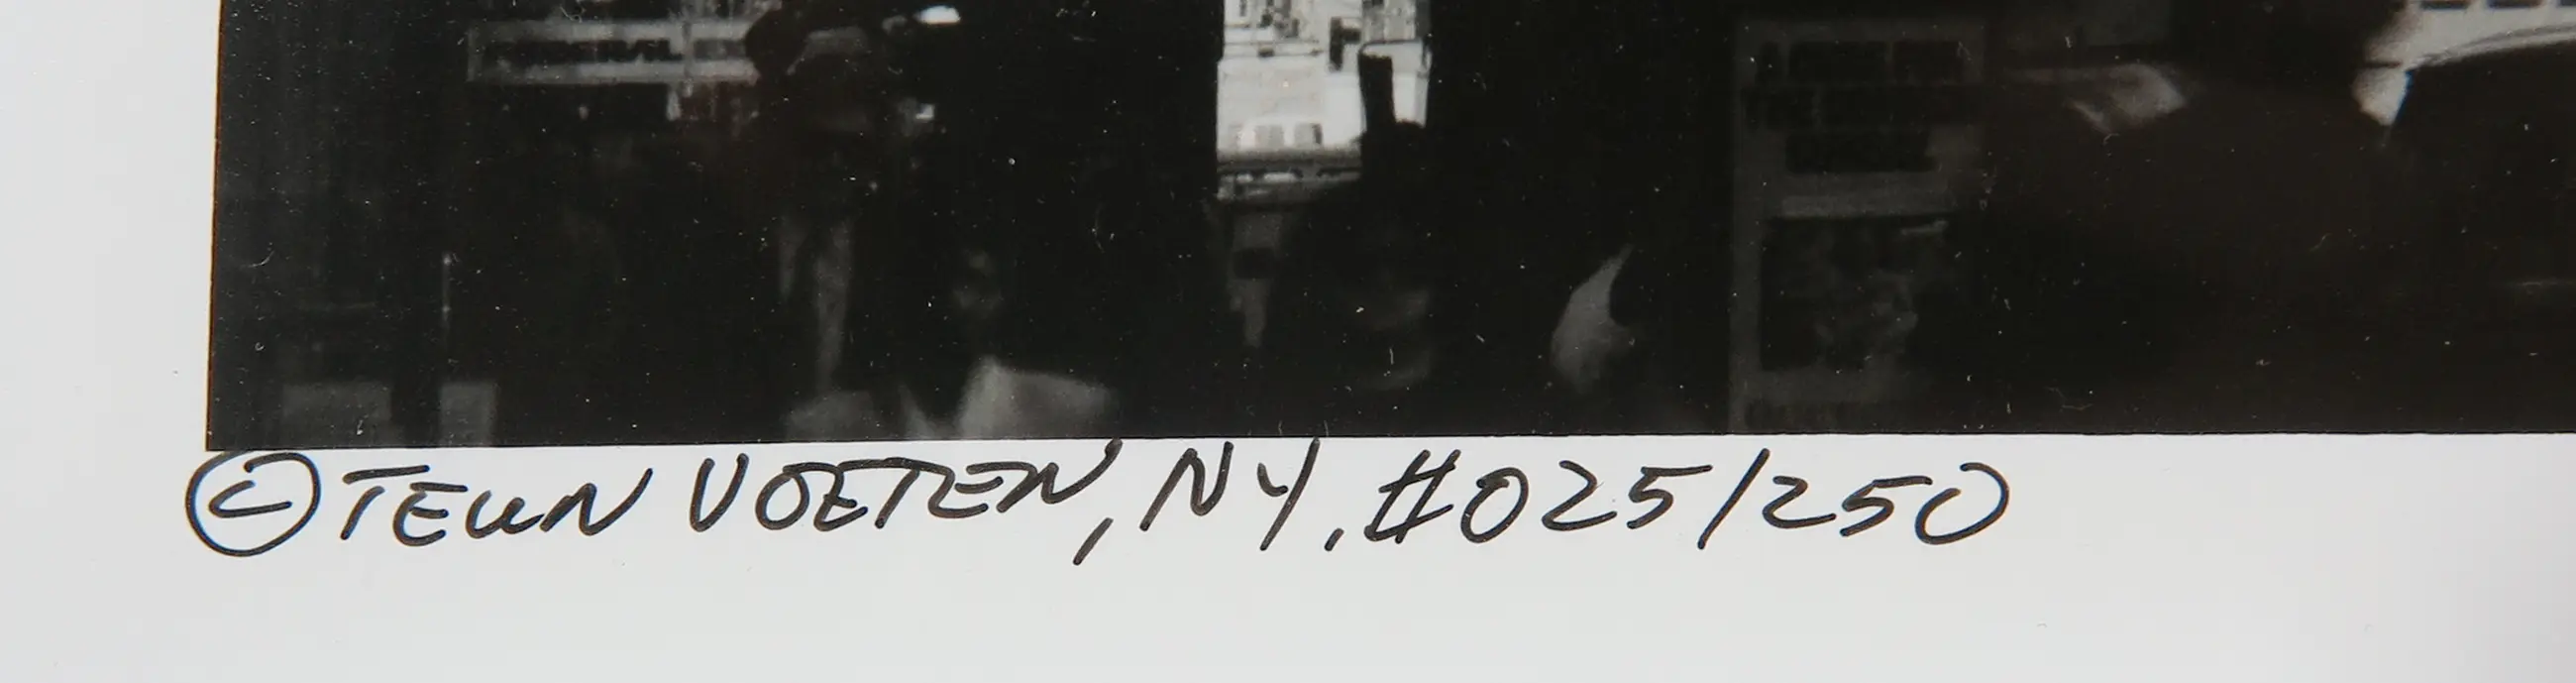 © TEUN VOETEN, NY, #025/250